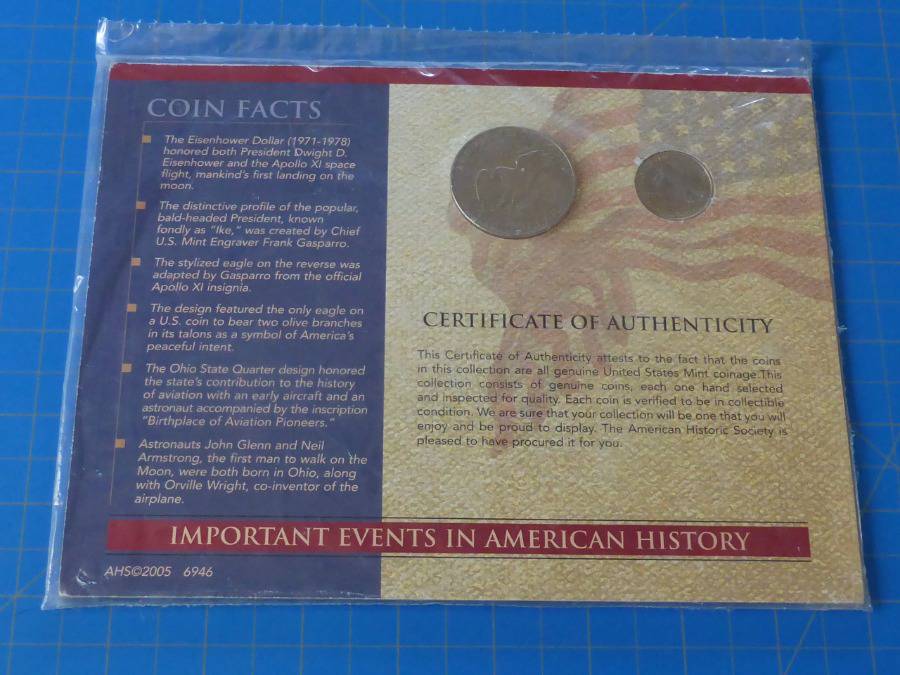 COIN FACTS
The Eisenhower Dollar (1971-1978)
honored both President Dwight D.
Eisenhower and the Apollo XI space
flight, mankind's first landing on the
moon.
The distinctive profile of the popular,
bald-headed President, known
fondly as "Ike," was created by Chief
U.S. Mint Engraver Frank Gasparro.
The stylized eagle on the reverse was
adapted by Gasparro from the official
Apollo XI insignia.
The design featured the only eagle on
a U.S. coin to bear two olive branches
in its talons as a symbol of America's
peaceful intent.
The Ohio State Quarter design honored
the state's contribution to the history
of aviation with an early aircraft and an
astronaut accompanied by the inscription
"Birthplace of Aviation Pioneers."
Astronauts John Glenn and Neil
Armstrong, the first man to walk on the
Moon, were both born in Ohio, along
with Orville Wright, co-inventor of the
airplane.
CERTIFICATE OF AUTHENTICITY
This Certificate of Authenticity attests to the fact that the coins
in this collection are all genuine United States Mint coinage.This
collection consists of genuine coins, each one hand selected
and inspected for quality. Each coin is verified to be in collectible
condition. We are sure that your collection will be one that you will
enjoy and be proud to display. The American Historic Society is
pleased to have procured it for you.
IMPORTANT EVENTS IN AMERICAN HISTORY
AHS©2005 6946